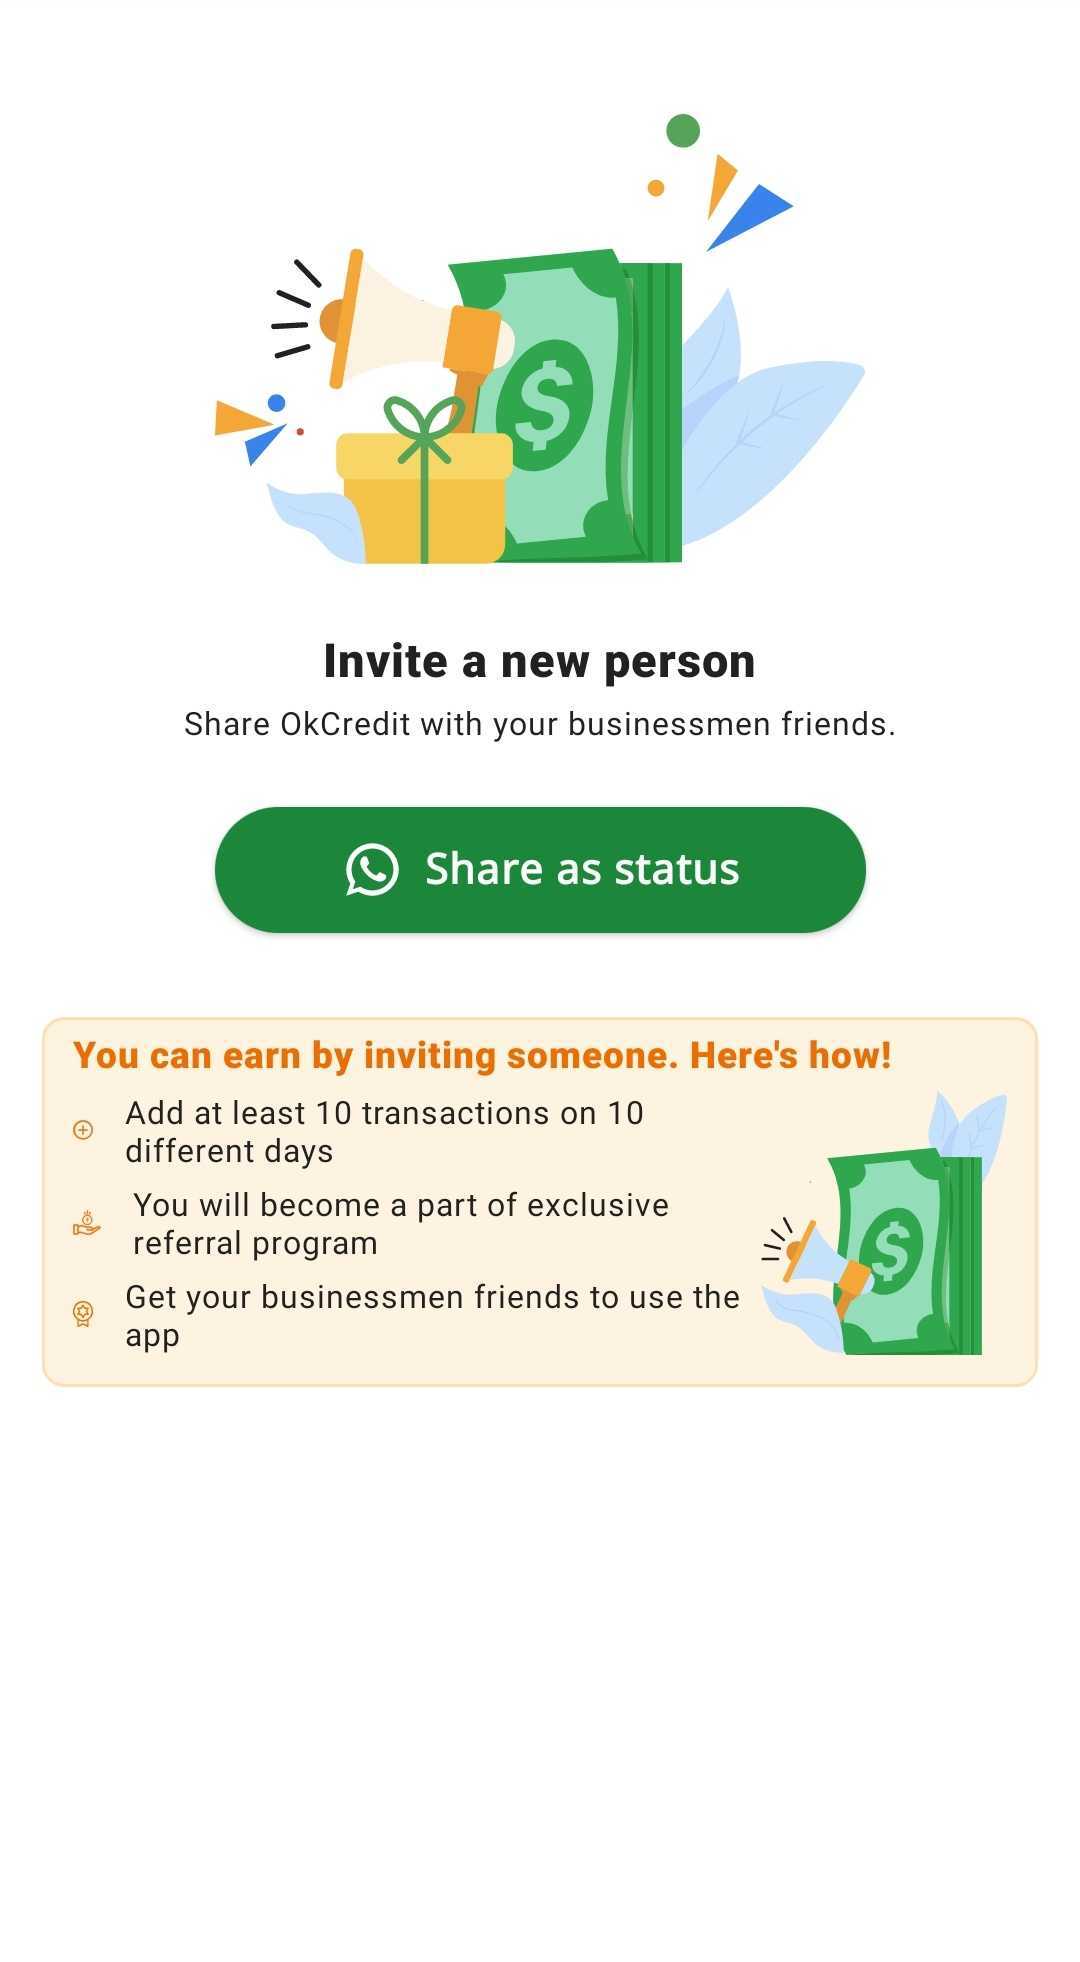 Invite a new person
Share OkCredit with your businessmen friends.
Share as status
You can earn by inviting someone. Here's how!
Add at least 10 transactions on 10
different days
You will become a part of exclusive
referral program
Get your businessmen friends to use the
app